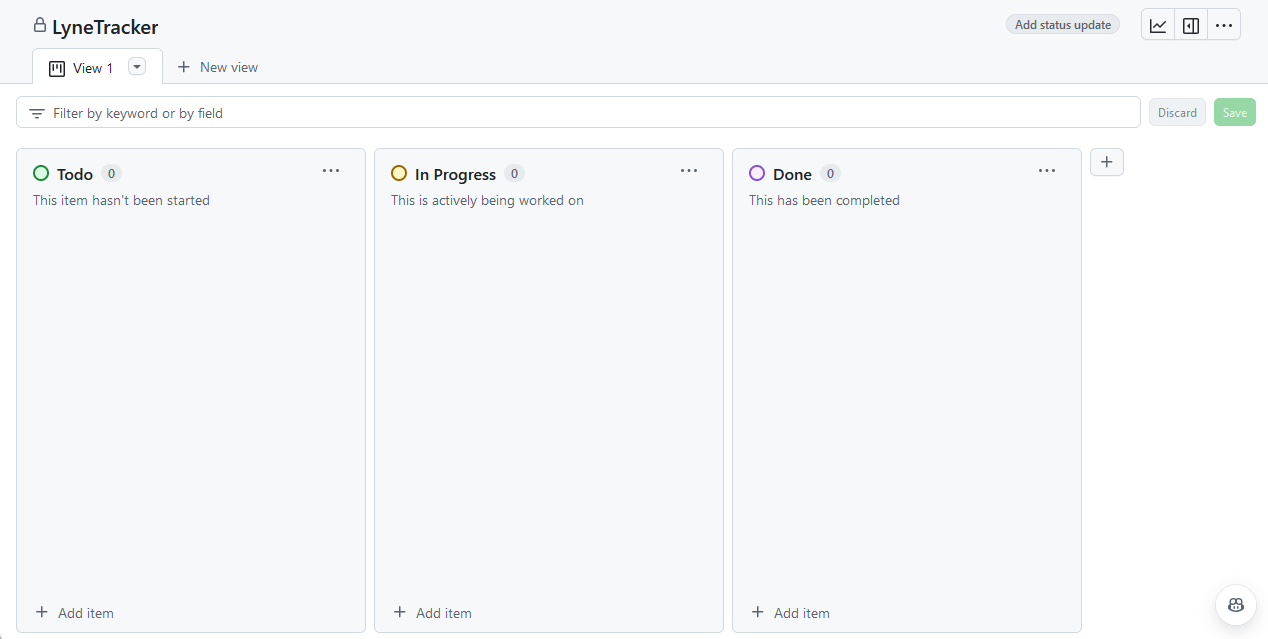 LyneTracker
Add status update
View 1
New view
Filter by keyword or by field
Discard
Save
Todo 0
This item hasn't been started
Add item
In Progress 0
This is actively being worked on
Add item
Done 0
This has been completed
Add item